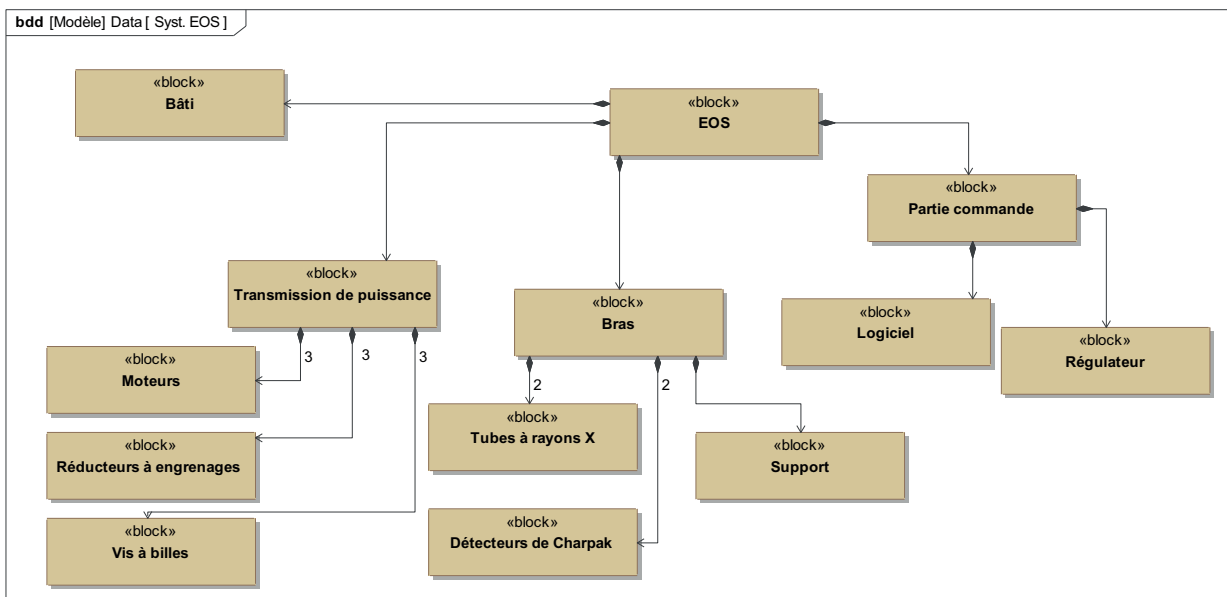 bdd [Modèle] Data [ Syst. EOS ]
«block»
Bâti
«block»
EOS
«block»
Partie commande
«block»
Transmission de puissance
«block»
Bras
«block»
Logiciel
«block»
Régulateur
3
3
3
«block»
Moteurs
2
2
«block»
Tubes à rayons X
«block»
Réducteurs à engrenages
«block»
Support
«block»
Vis à billes
«block»
Détecteurs de Charpak